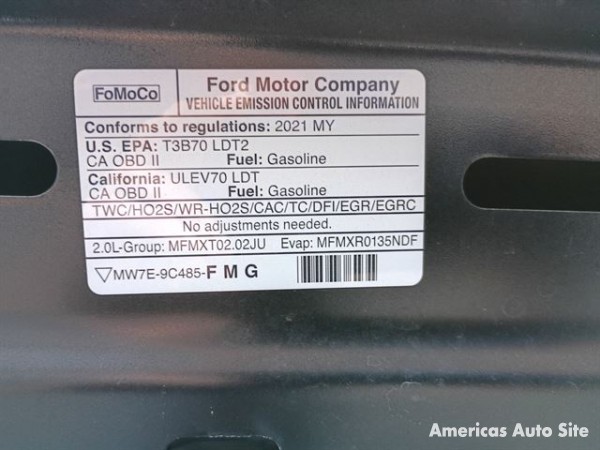 FoMoCo
Ford Motor Company
VEHICLE EMISSION CONTROL INFORMATION
Conforms to regulations: 2021 MY
U.S. EPA: T3B70 LDT2
CA OBD II Fuel: Gasoline
California: ULEV70 LDT
CA OBD II Fuel: Gasoline
TWC/HO2S/WR-HO2S/CAC/TC/DFI/EGR/EGRC
No adjustments needed.
2.0L-Group: MFMXT02.02JU Evap: MFMXR0135NDF
MW7E-9C485-F M G
Americas Auto Site